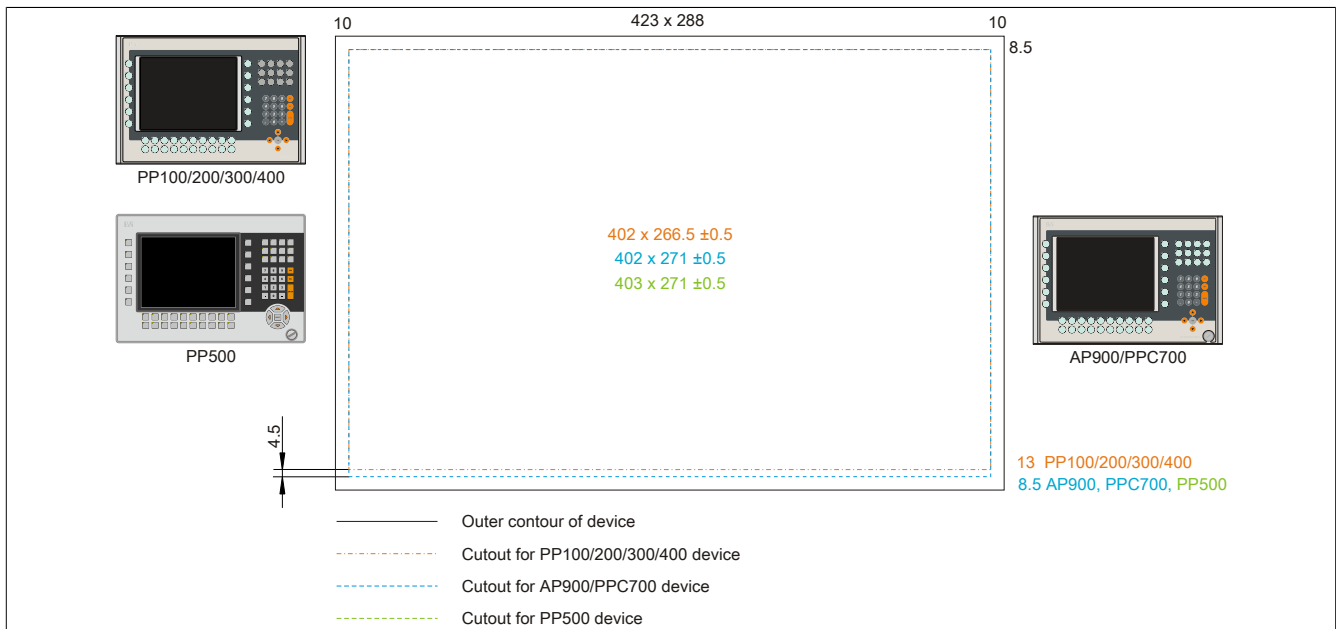 10
423 x 288
10
8.5
PP100/200/300/400
402 x 266.5 ±0.5
402 x 271 ±0.5
403 x 271 ±0.5
PP500
AP900/PPC700
4.5
13 PP100/200/300/400
8.5 AP900, PPC700, PP500
Outer contour of device
Cutout for PP100/200/300/400 device
Cutout for AP900/PPC700 device
Cutout for PP500 device